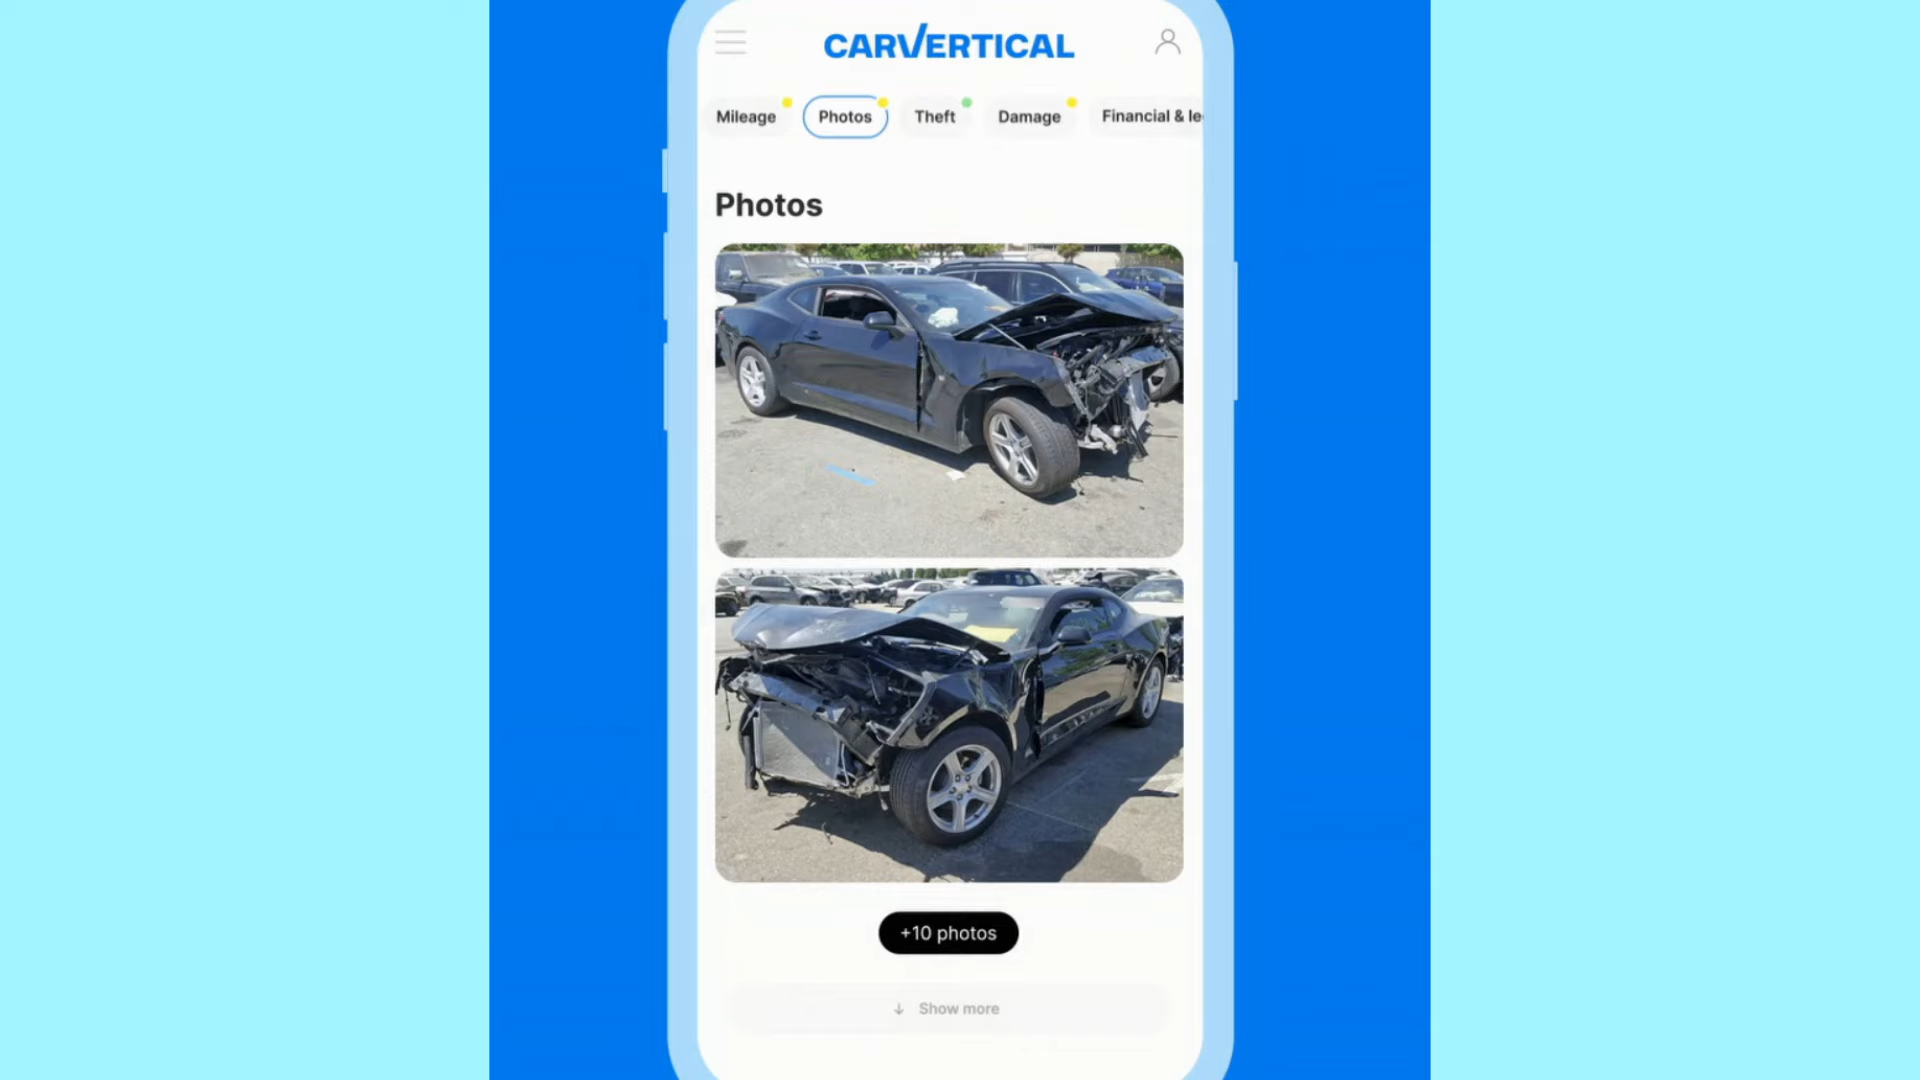 CARVERTICAL
Mileage
Photos
Theft
Damage
Financial & le
Photos
+10 photos
↓ Show more